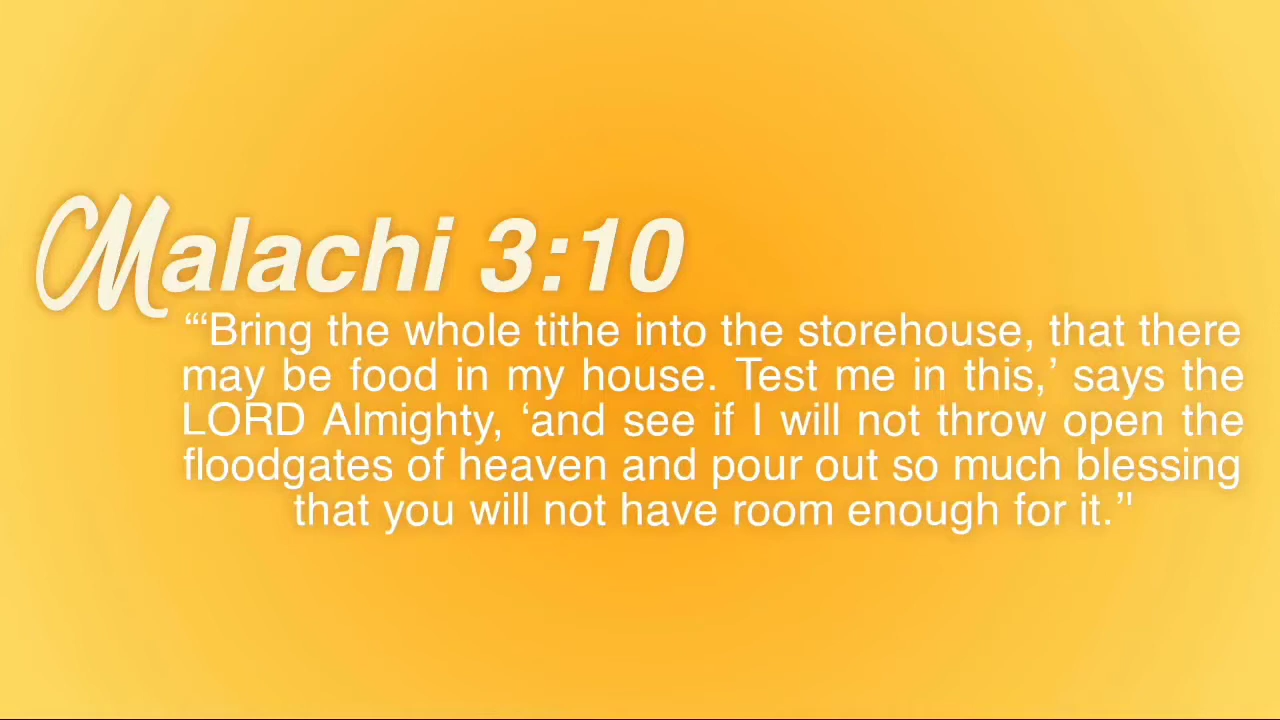 Malachi 3:10
“‘Bring the whole tithe into the storehouse, that there
may be food in my house. Test me in this,’ says the
LORD Almighty, ‘and see if I will not throw open the
floodgates of heaven and pour out so much blessing
that you will not have room enough for it.’’